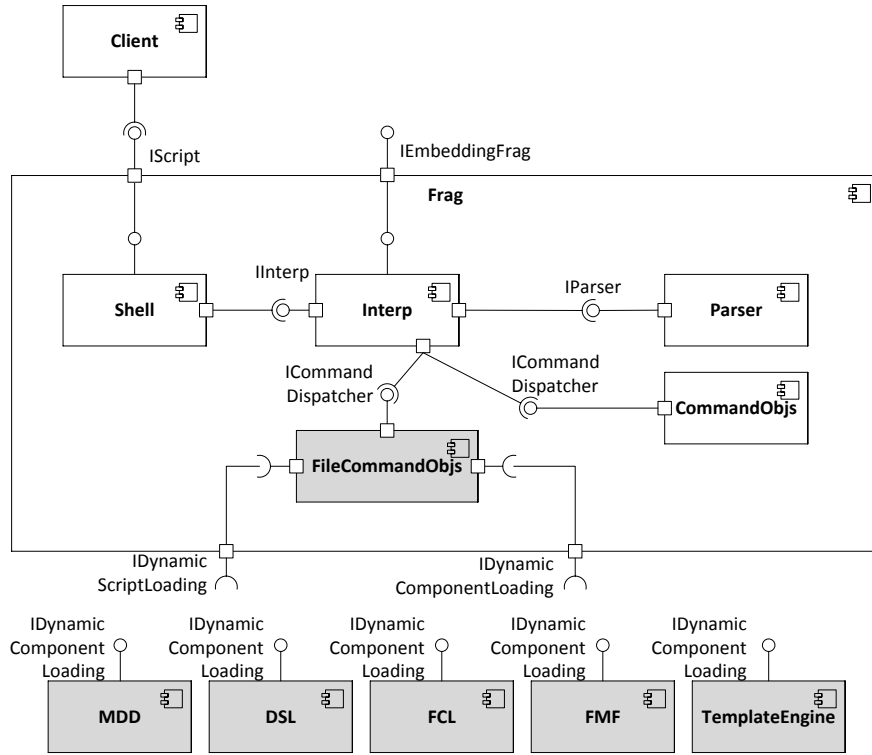 Client
IScript
IEmbeddingFrag
Frag
Shell
IInterp
Interp
IParser
Parser
ICommand
Dispatcher
ICommand
Dispatcher
CommandObjs
FileCommandObjs
IDynamic
ScriptLoading
IDynamic
ComponentLoading
IDynamic
Component
Loading
MDD
IDynamic
Component
Loading
DSL
IDynamic
Component
Loading
FCL
IDynamic
Component
Loading
FMF
IDynamic
Component
Loading
TemplateEngine